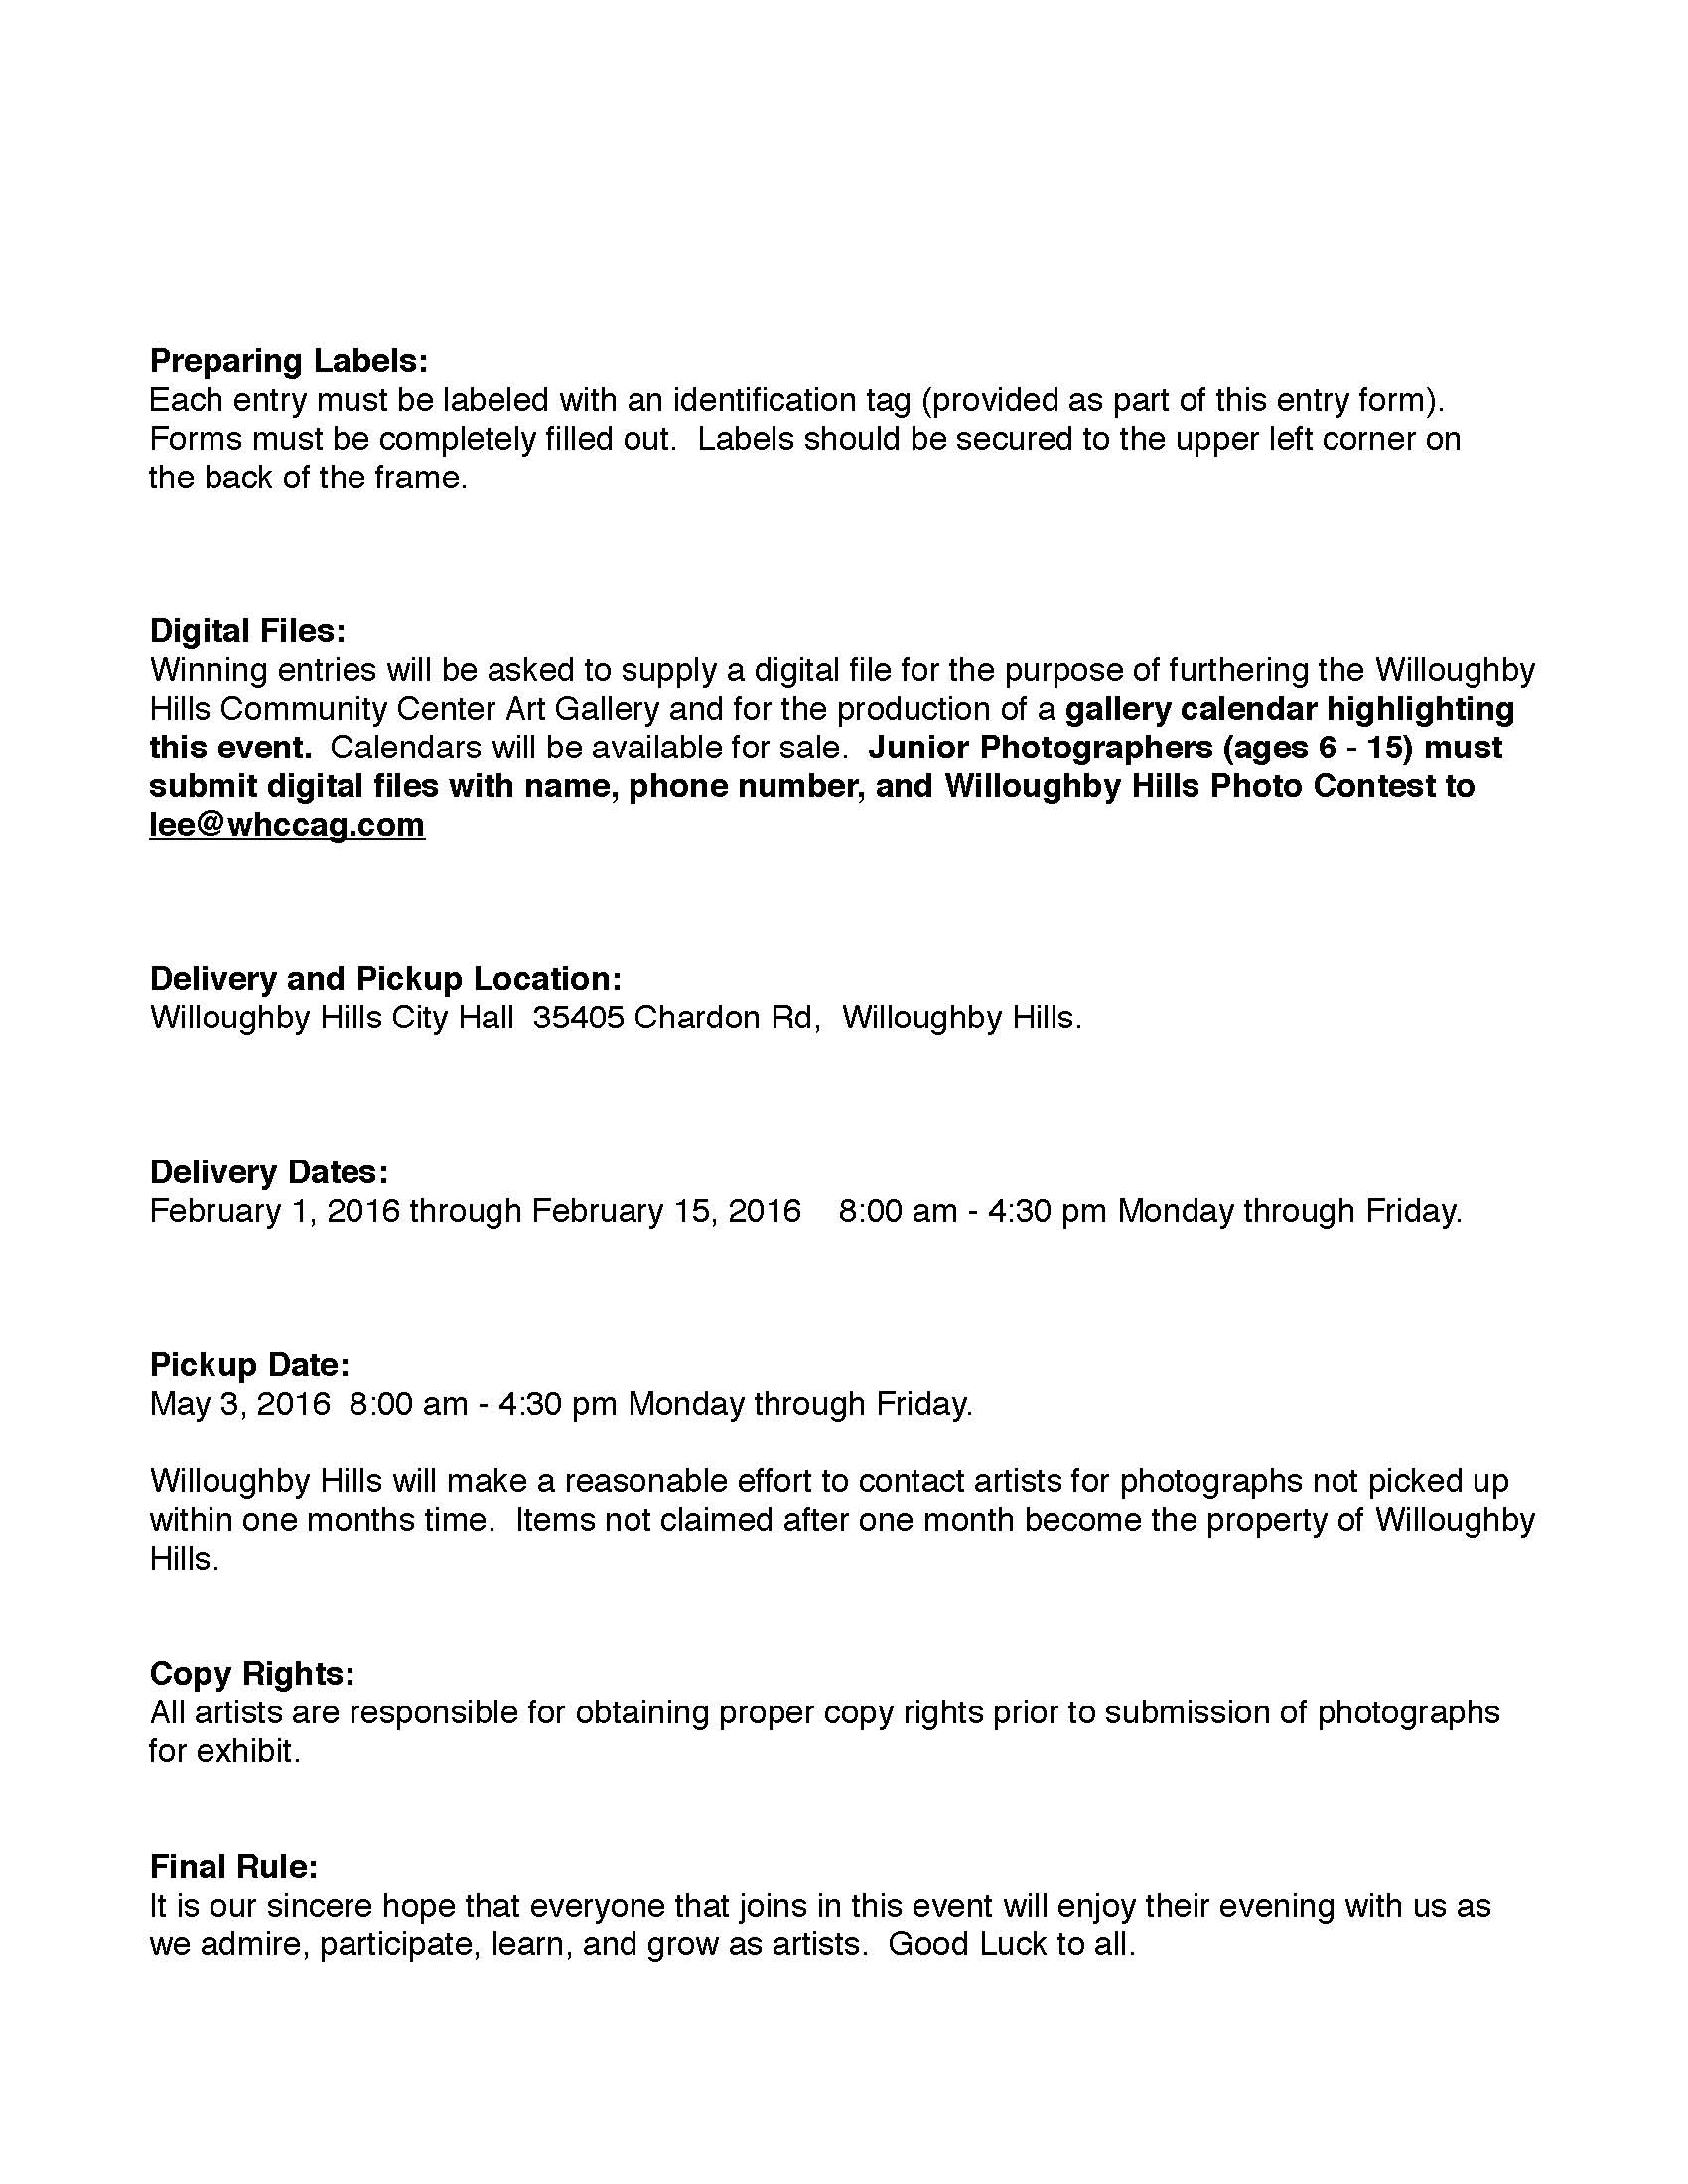 Preparing Labels:
Each entry must be labeled with an identification tag (provided as part of this entry form).
Forms must be completely filled out.  Labels should be secured to the upper left corner on
the back of the frame.
Digital Files:
Winning entries will be asked to supply a digital file for the purpose of furthering the Willoughby
Hills Community Center Art Gallery and for the production of a gallery calendar highlighting
this event.  Calendars will be available for sale.  Junior Photographers (ages 6 - 15) must
submit digital files with name, phone number, and Willoughby Hills Photo Contest to
lee@whccag.com
Delivery and Pickup Location:
Willoughby Hills City Hall  35405 Chardon Rd,  Willoughby Hills.
Delivery Dates:
February 1, 2016 through February 15, 2016    8:00 am - 4:30 pm Monday through Friday.
Pickup Date:
May 3, 2016  8:00 am - 4:30 pm Monday through Friday.
Willoughby Hills will make a reasonable effort to contact artists for photographs not picked up
within one months time.  Items not claimed after one month become the property of Willoughby
Hills.
Copy Rights:
All artists are responsible for obtaining proper copy rights prior to submission of photographs
for exhibit.
Final Rule:
It is our sincere hope that everyone that joins in this event will enjoy their evening with us as
we admire, participate, learn, and grow as artists.  Good Luck to all.